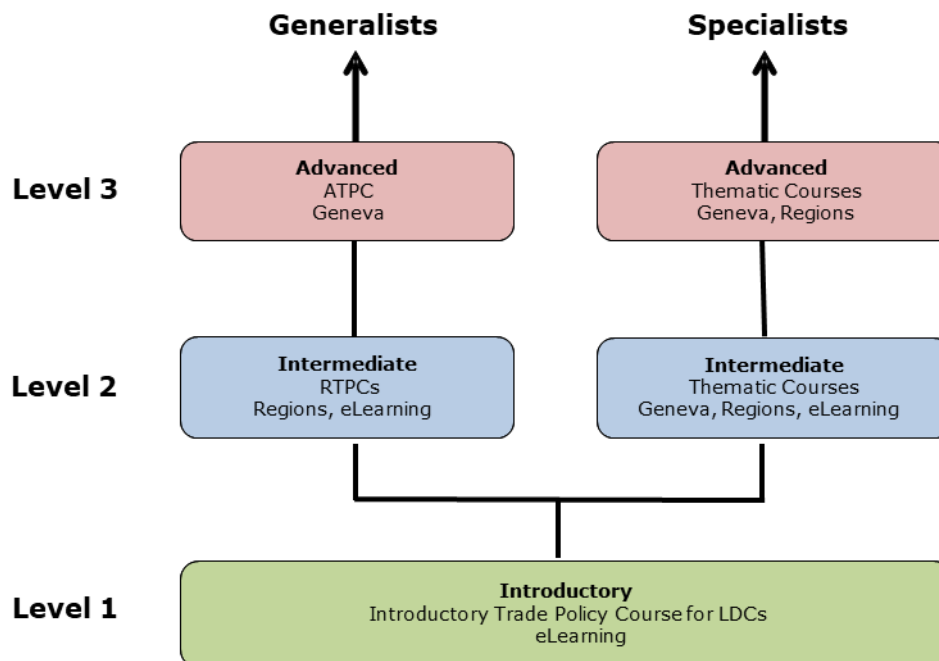 Generalists
Specialists
Level 3
Advanced
ATPC
Geneva
Advanced
Thematic Courses
Geneva, Regions
Level 2
Intermediate
RTPCs
Regions, eLearning
Intermediate
Thematic Courses
Geneva, Regions, eLearning
Level 1
Introductory
Introductory Trade Policy Course for LDCs
eLearning